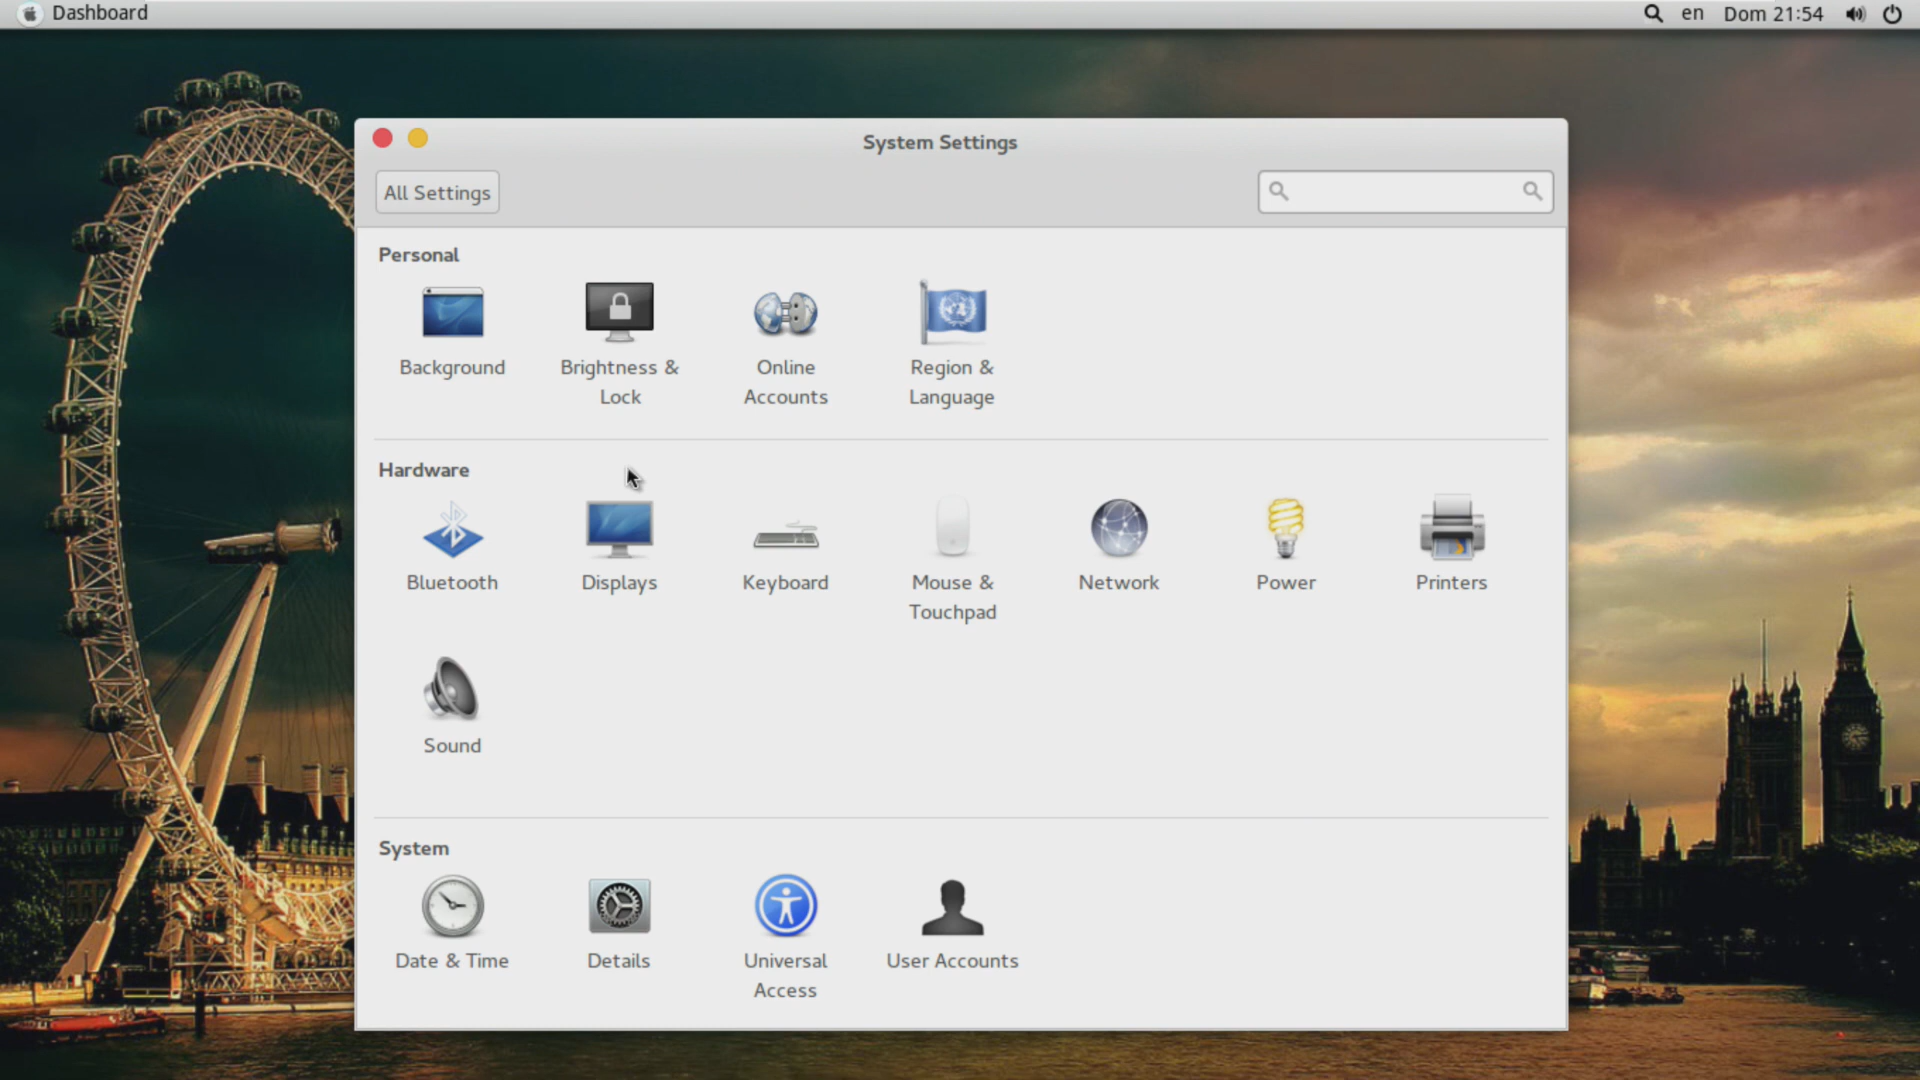 Dashboard
en Dom 21:54
System Settings
All Settings
Personal
Background
Brightness &
Lock
Online
Accounts
Region &
Language
Hardware
Bluetooth
Displays
Keyboard
Mouse &
Touchpad
Network
Power
Printers
Sound
System
Date & Time
Details
Universal
Access
User Accounts